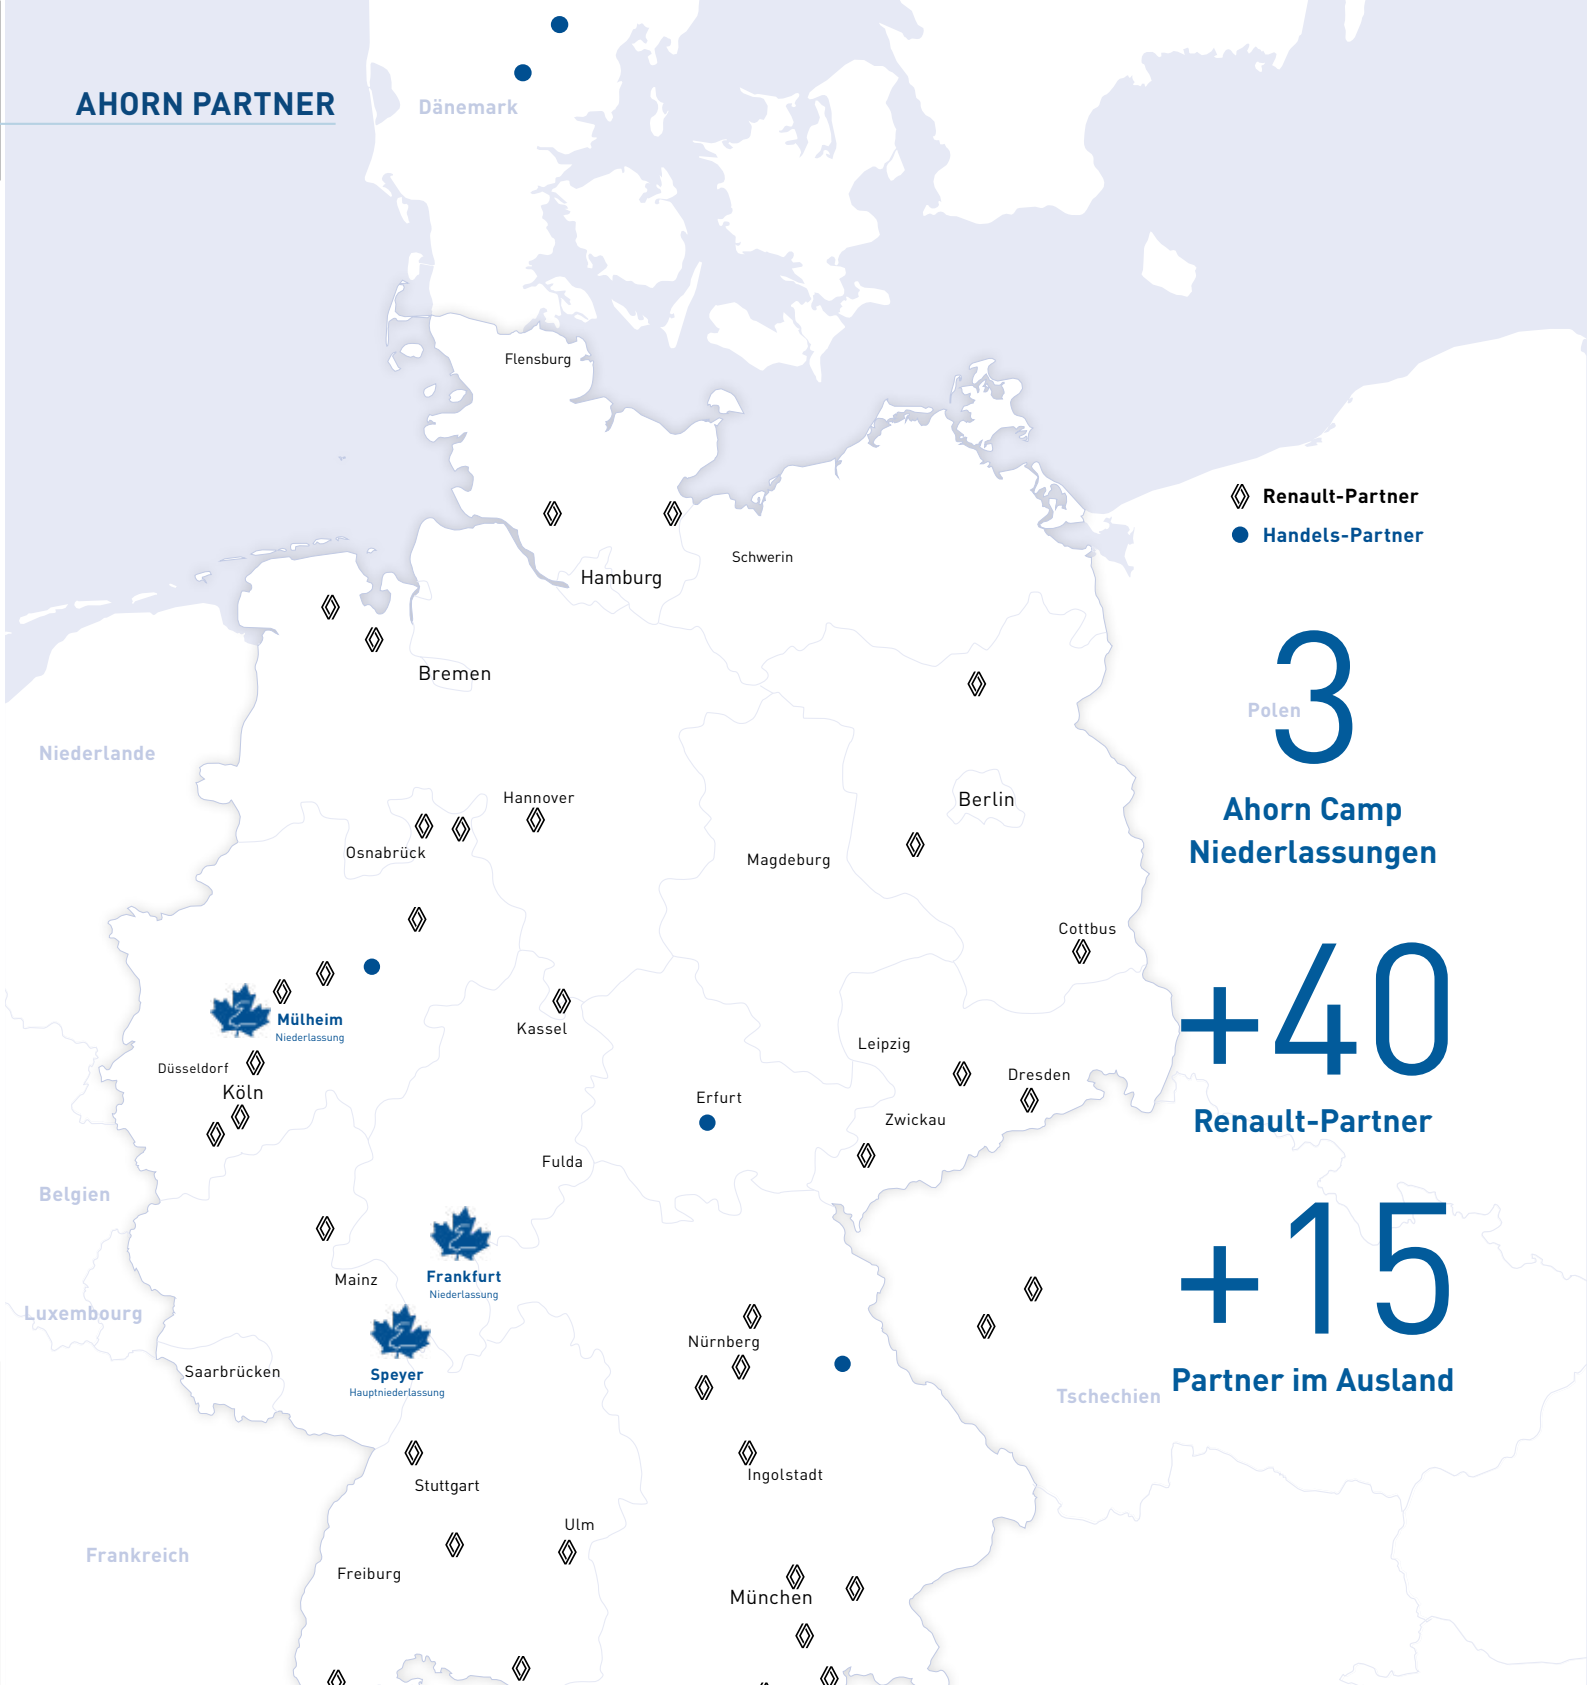 AHORN PARTNER
Dänemark
Flensburg
Renault-Partner
Handels-Partner
Schwerin
Hamburg
Bremen
3
Polen
Niederlande
Hannover
Berlin
Ahorn Camp
Niederlassungen
Osnabrück
Magdeburg
Cottbus
+40
Mülheim
Niederlassung
Kassel
Leipzig
Düsseldorf
Dresden
Köln
Erfurt
Zwickau
Renault-Partner
Fulda
Belgien
+15
Mainz
Frankfurt
Niederlassung
Luxembourg
Nürnberg
Saarbrücken
Speyer
Hauptniederlassung
Partner im Ausland
Tschechien
Ingolstadt
Stuttgart
Ulm
Frankreich
Freiburg
München